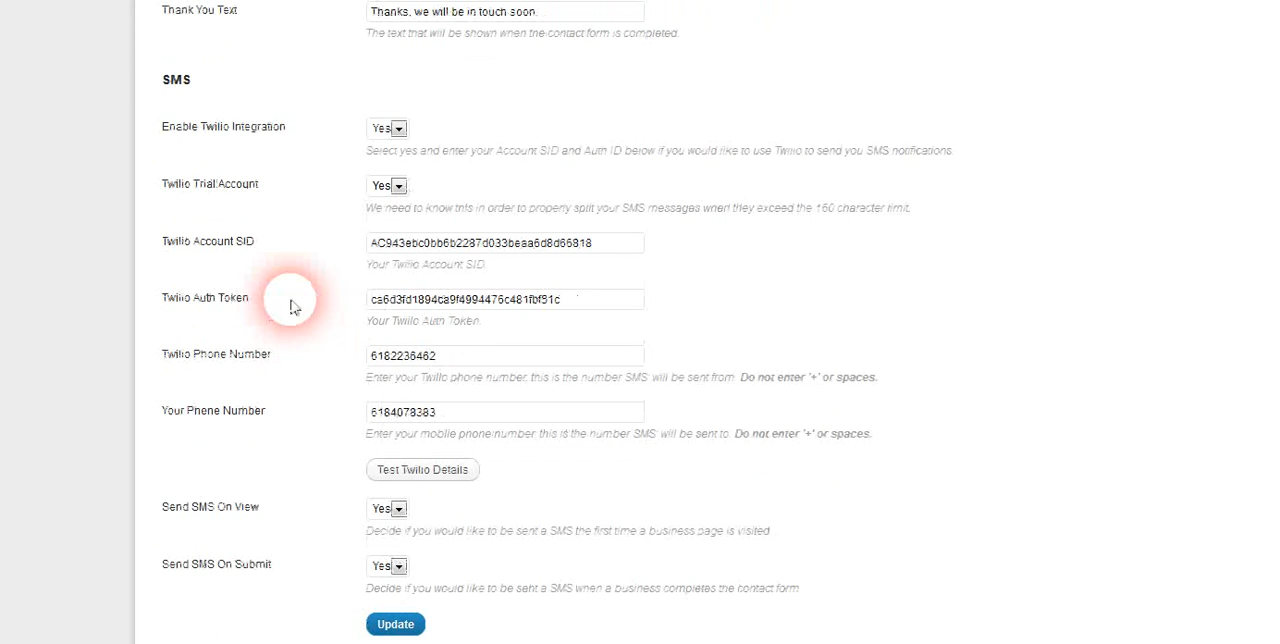 Thank You Text
Thanks, we will be in touch soon.
The text that will be shown when the contact form is completed.
SMS
Enable Twilio Integration
Yes
Select yes and enter your Account SID and Auth ID below if you would like to use Twilio to send you SMS notifications.
Twilio Trial Account
Yes
We need to know this in order to properly split your SMS messages when they exceed the 160 character limit.
Twilio Account SID
AC943ebc0bb6b2287d033beaa6d8d66818
Your Twilio Account SID.
Twilio Auth Token
ca6d3fd1894ca9f4994476c481fbf91c
Your Twilio Auth Token.
Twilio Phone Number
6182236462
Enter your Twilio phone number, this is the number SMS will be sent from. Do not enter '+' or spaces.
Your Phone Number
6184078383
Enter your mobile phone number this is the number SMS will be sent to. Do not enter '+' or spaces.
Test Twilio Details
Send SMS On View
Yes
Decide if you would like to be sent a SMS the first time a business page is visited
Send SMS On Submit
Yes
Decide if you would like to be sent a SMS when a business completes the contact form
Update